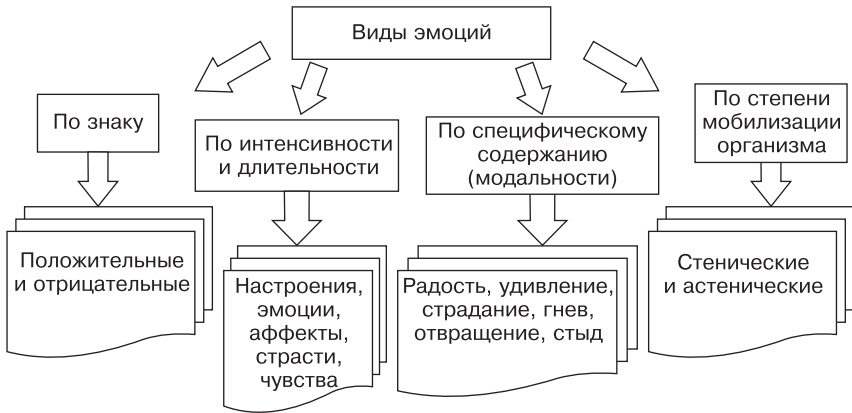 Виды эмоций
По знаку
По интенсивности
и длительности
По специфическому
содержанию
(модальности)
По степени
мобилизации
организма
Положительные
и отрицательные
Настроения,
эмоции,
аффекты,
страсти,
чувства
Радость, удивление,
страдание, гнев,
отвращение, стыд
Стенические
и астенические